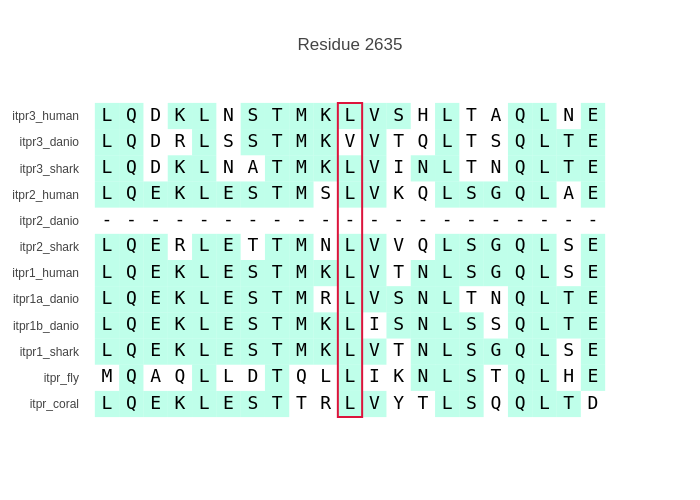 Residue 2635
itpr3_human L Q D K L N S T M K L V S H L T A Q L N E
itpr3_danio L Q D R L S S T M K V V T Q L T S Q L T E
itpr3_shark L Q D K L N A T M K L V I N L T N Q L T E
itpr2_human L Q E K L E S T M S L V K Q L S G Q L A E
itpr2_danio - - - - - - - - - - - - - - - - - - - - -
itpr2_shark L Q E R L E T T M N L V V Q L S G Q L S E
itpr1_human L Q E K L E S T M K L V T N L S G Q L S E
itpr1a_danio L Q E K L E S T M R L V S N L T N Q L T E
itpr1b_danio L Q E K L E S T M K L I S N L S S Q L T E
itpr1_shark L Q E K L E S T M K L V T N L S G Q L S E
itpr_fly M Q A Q L L D T Q L L I K N L S T Q L H E
itpr_coral L Q E K L E S T T R L V Y T L S Q Q L T D